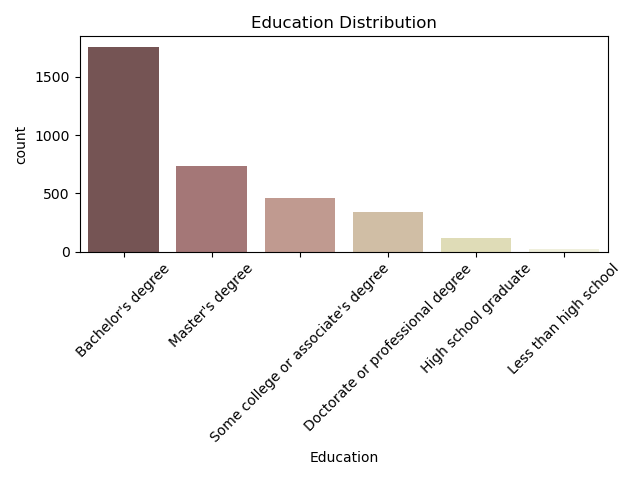 Education Distribution
count
1500
1000
500
0
Bachelor's degree
Master's degree
Some college or associate's degree
Doctorate or professional degree
High school graduate
Less than high school
Education